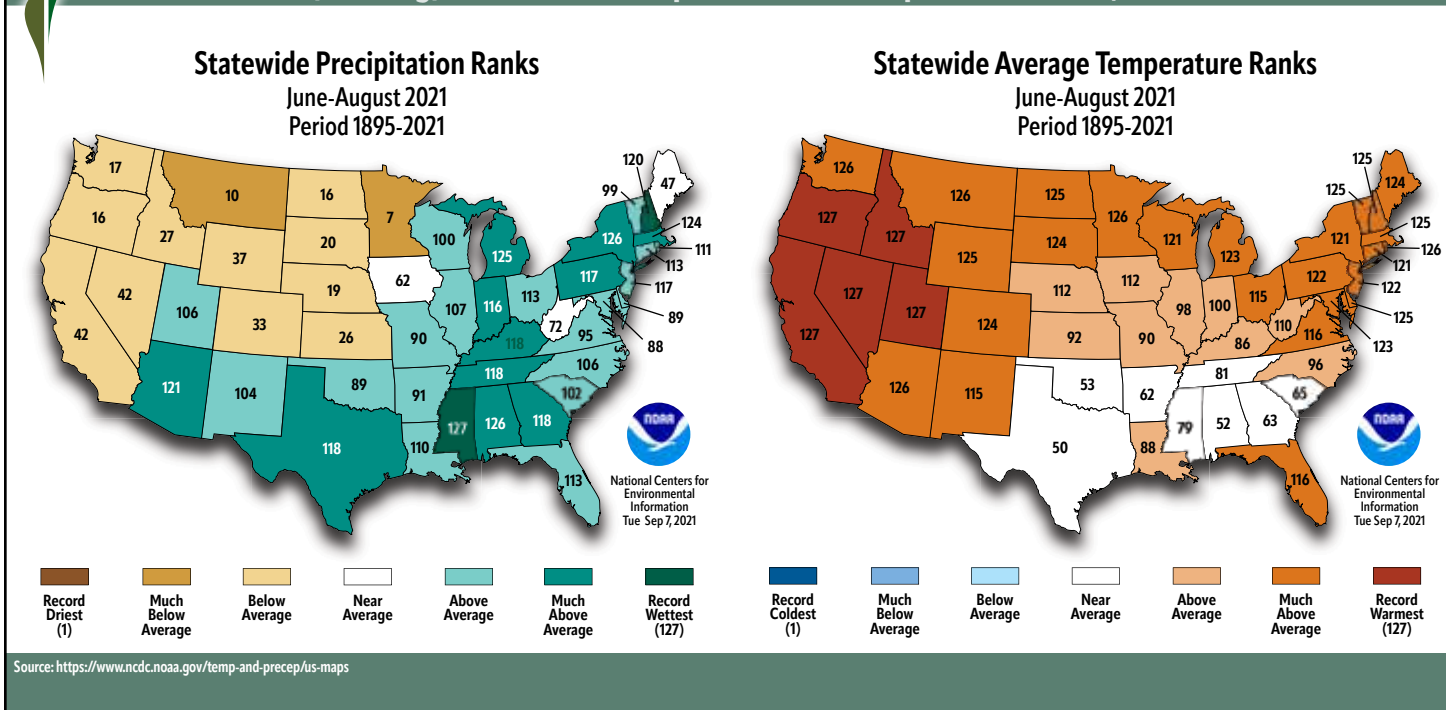 Statewide Precipitation Ranks
June-August 2021
Period 1895-2021
17
10
16
7
16
27
20
37
19
42
42
106
33
26
62
100
125
107
116
113
90
118
72
95
118
106
102
121
104
89
91
118
110
127
126
118
113
126
117
99
120
47
124
111
113
117
89
88
NOAA
National Centers for
Environmental
Information
Tue Sep 7, 2021
Record
Driest
(1)
Much
Below
Average
Below
Average
Near
Average
Above
Average
Much
Above
Average
Record
Wettest
(127)
Statewide Average Temperature Ranks
June-August 2021
Period 1895-2021
126
126
125
126
127
127
124
125
112
127
127
127
124
92
112
121
123
98
100
115
90
86
110
116
81
96
65
126
115
53
62
50
88
79
52
63
116
121
122
125
125
124
125
126
121
122
125
123
NOAA
National Centers for
Environmental
Information
Tue Sep 7, 2021
Record
Coldest
(1)
Much
Below
Average
Below
Average
Near
Average
Above
Average
Much
Above
Average
Record
Warmest
(127)
Source: https://www.ncdc.noaa.gov/temp-and-precep/us-maps